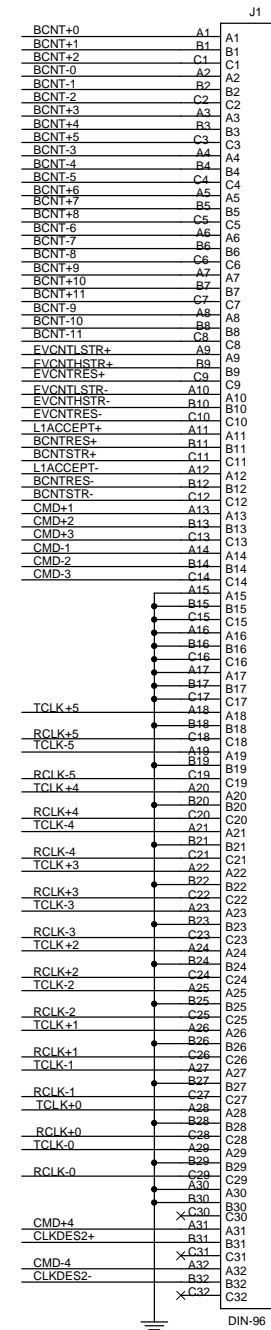 J1
BCNT+0 A1 A1
BCNT+1 B1 B1
BCNT+2 C1 C1
BCNT-0 A2 A2
BCNT-1 B2 B2
BCNT-2 C2 C2
BCNT+3 A3 A3
BCNT+4 B3 B3
BCNT+5 C3 C3
BCNT-3 A4 A4
BCNT-4 B4 B4
BCNT-5 C4 C4
BCNT+6 A5 A5
BCNT+7 B5 B5
BCNT+8 C5 C5
BCNT-6 A6 A6
BCNT-7 B6 B6
BCNT-8 C6 C6
BCNT+9 A7 A7
BCNT+10 B7 B7
BCNT+11 C7 C7
BCNT-9 A8 A8
BCNT-10 B8 B8
BCNT-11 C8 C8
EVCNTLSTR+ A9 A9
EVCNTHSTR+ B9 B9
EVCNTRES+ C9 C9
EVCNTLSTR- A10 A10
EVCNTHSTR- B10 B10
EVCNTRES- C10 C10
L1ACCEPT+ A11 A11
BCNTRES+ B11 B11
BCNTSTR+ C11 C11
L1ACCEPT- A12 A12
BCNTRES- B12 B12
BCNTSTR- C12 C12
CMD+1 A13 A13
CMD+2 B13 B13
CMD+3 C13 C13
CMD-1 A14 A14
CMD-2 B14 B14
CMD-3 C14 C14
A15 A15
B15 B15
C15 C15
A16 A16
B16 B16
C16 C16
A17 A17
B17 B17
C17 C17
TCLK+5 A18 A18
B18 B18
RCLK+5 C18 C18
TCLK-5 A19 A19
B19 B19
RCLK-5 C19 C19
TCLK+4 A20 A20
B20 B20
RCLK+4 C20 C20
TCLK-4 A21 A21
B21 B21
RCLK-4 C21 C21
TCLK+3 A22 A22
B22 B22
RCLK+3 C22 C22
TCLK-3 A23 A23
B23 B23
RCLK-3 C23 C23
TCLK+2 A24 A24
B24 B24
RCLK+2 C24 C24
TCLK-2 A25 A25
B25 B25
RCLK-2 C25 C25
TCLK+1 A26 A26
B26 B26
RCLK+1 C26 C26
TCLK-1 A27 A27
B27 B27
RCLK-1 C27 C27
TCLK+0 A28 A28
B28 B28
RCLK+0 C28 C28
TCLK-0 A29 A29
B29 B29
RCLK-0 C29 C29
A30 A30
B30 B30
C30 C30
CMD+4 A31 A31
CLKDES2+ B31 B31
C31 C31
CMD-4 A32 A32
CLKDES2- B32 B32
C32 C32
DIN-96